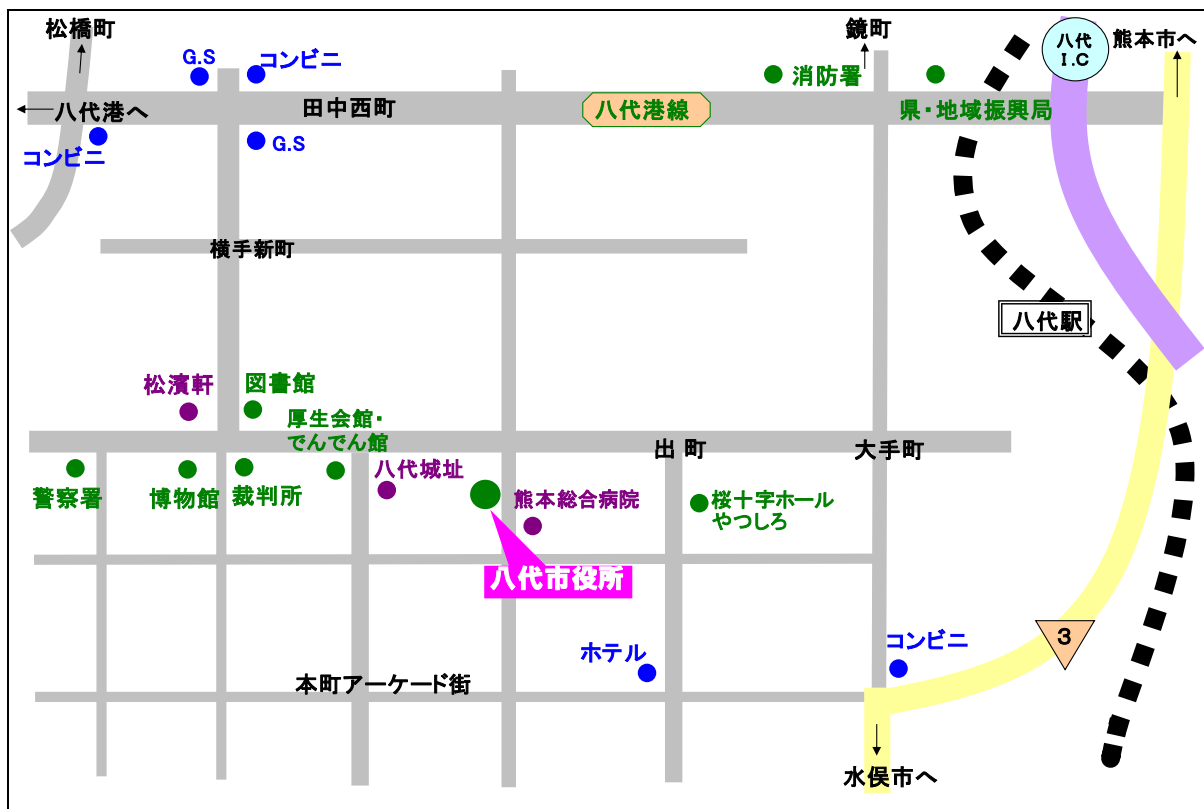 松橋町
G.S
コンビニ
鏡町
八代
I.C
熊本市へ
消防署
八代港へ
田中西町
八代港線
県・地域振興局
コンビニ
G.S
横手新町
八代駅
松濱軒
図書館
厚生会館・
でんでん館
出町
大手町
八代城址
警察署
博物館
裁判所
熊本総合病院
桜十字ホール
やつしろ
八代市役所
3
ホテル
コンビニ
本町アーケード街
水俣市へ